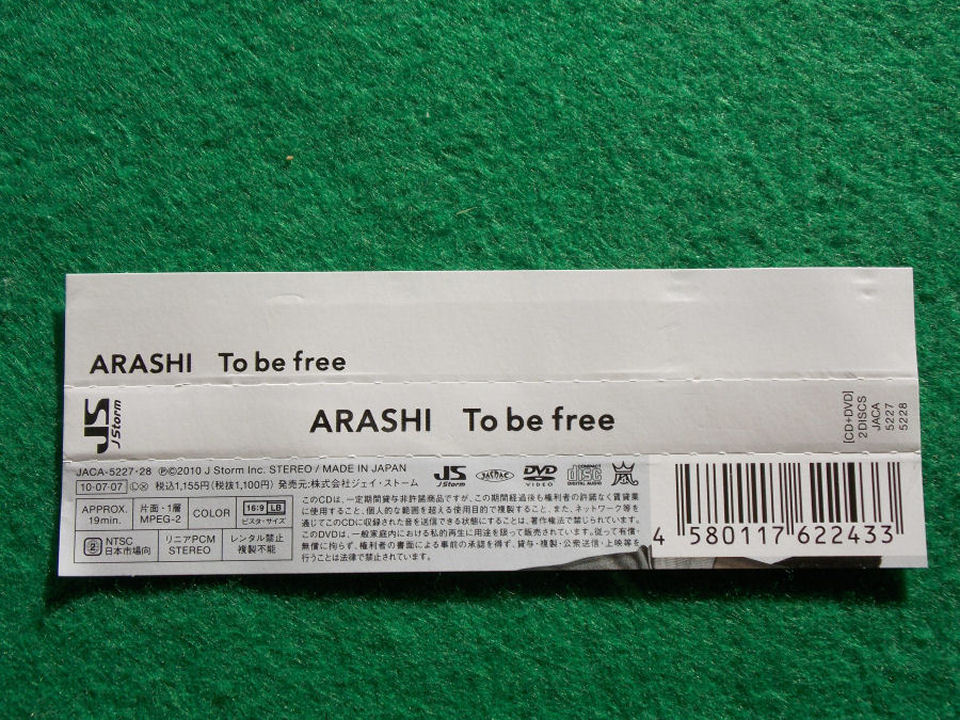 ARASHI To be free
JS
J Storm
ARASHI To be free
[CD+DVD]
2DISCS
JACA
5227
5228
JACA-5227・28 ℗©2010 J Storm Inc. STEREO / MADE IN JAPAN
10・07・07 Ⓛ Ⓧ 税込1,155円(税抜1,100円) 発売元:株式会社ジェイ・ストーム
JS
J Storm
JASRAC
DVD
VIDEO
COMPACT
disc
DIGITAL AUDIO
嵐
APPROX.
19min.
片面・1層
MPEG-2
COLOR
16:9 LB
ビスタ・サイズ
2
NTSC
日本市場向
リニアPCM
STEREO
レンタル禁止
複製不能
このCDは、一定期間貸与非許諾商品ですが、この期間経過後も権利者の許諾なく賃貸業
に使用すること、個人的な範囲を超える使用目的で複製すること、また、ネットワーク等を
通じてこのCDに収録された音を送信できる状態にすることは、著作権法で禁じられています。
このDVDは、一般家庭内における私的再生に用途を限って販売されています。従って有償・
無償に拘らず、権利者の書面による事前の承認を得ず、貸与・複製・公衆送信・上映等を
行うことは法律で禁止されています。
4 580117 622433